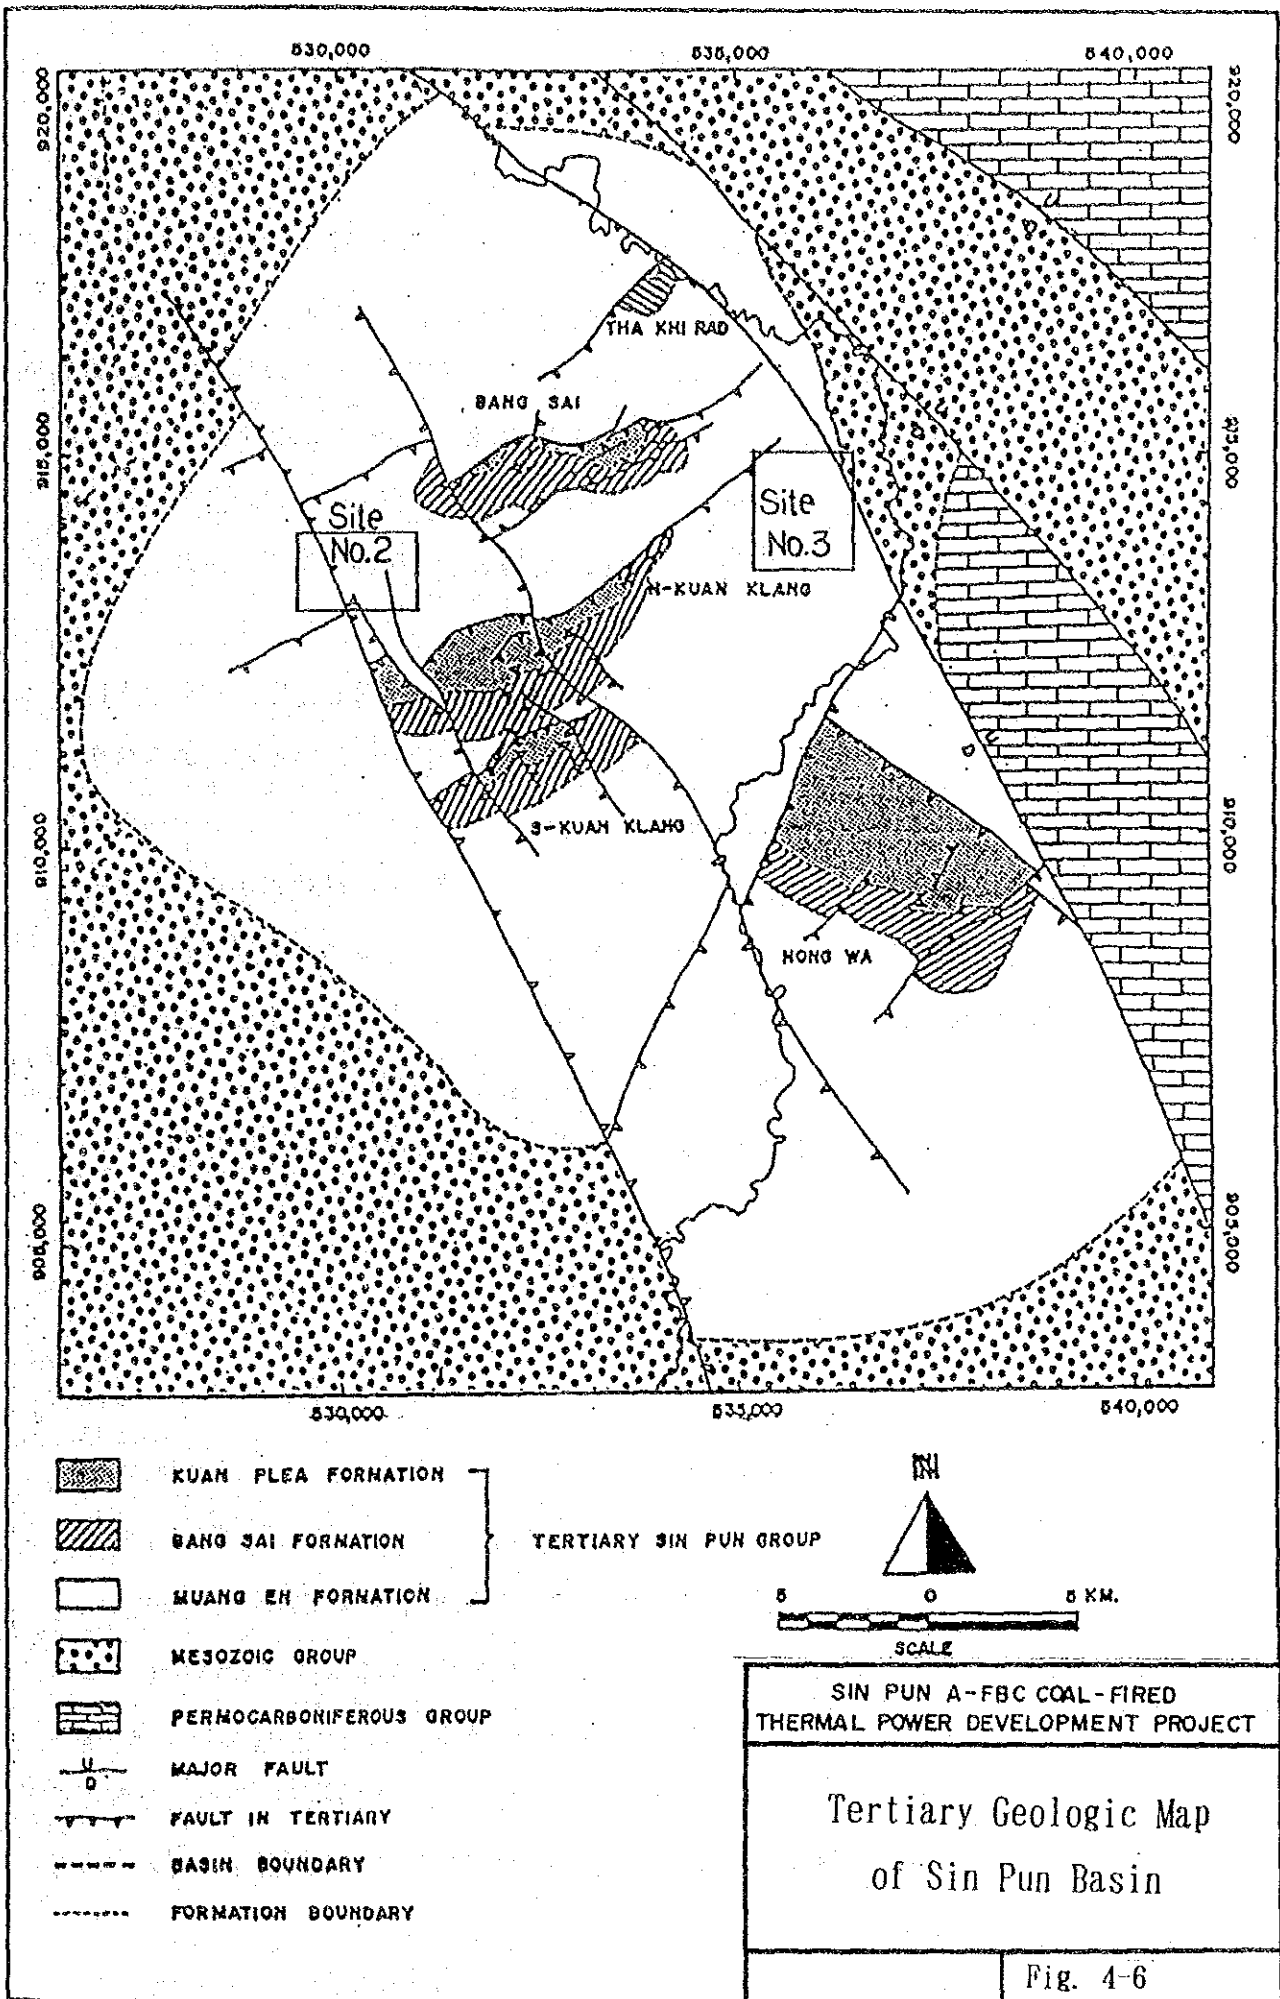 530,000 535,000 540,000
920,000 920,000
THA KHI RAD
BANG SAI
915,000 915,000
Site
No.2
Site
No.3
N-KUAN KLANG
S-KUAN KLANG
910,000 910,000
HONG WA
905,000 905,000
U
D
U
D
D U
530,000 535,000 540,000
KUAN PLEA FORMATION
BANG SAI FORMATION
TERTIARY SIN PUN GROUP
MUANG EN FORMATION
MESOZOIC GROUP
PERMOCARBONIFEROUS GROUP
U
D
MAJOR FAULT
FAULT IN TERTIARY
BASIN BOUNDARY
FORMATION BOUNDARY
N
5 0 5 KM.
SCALE
SIN PUN A-FBC COAL-FIRED
THERMAL POWER DEVELOPMENT PROJECT
Tertiary Geologic Map
of Sin Pun Basin
Fig. 4-6